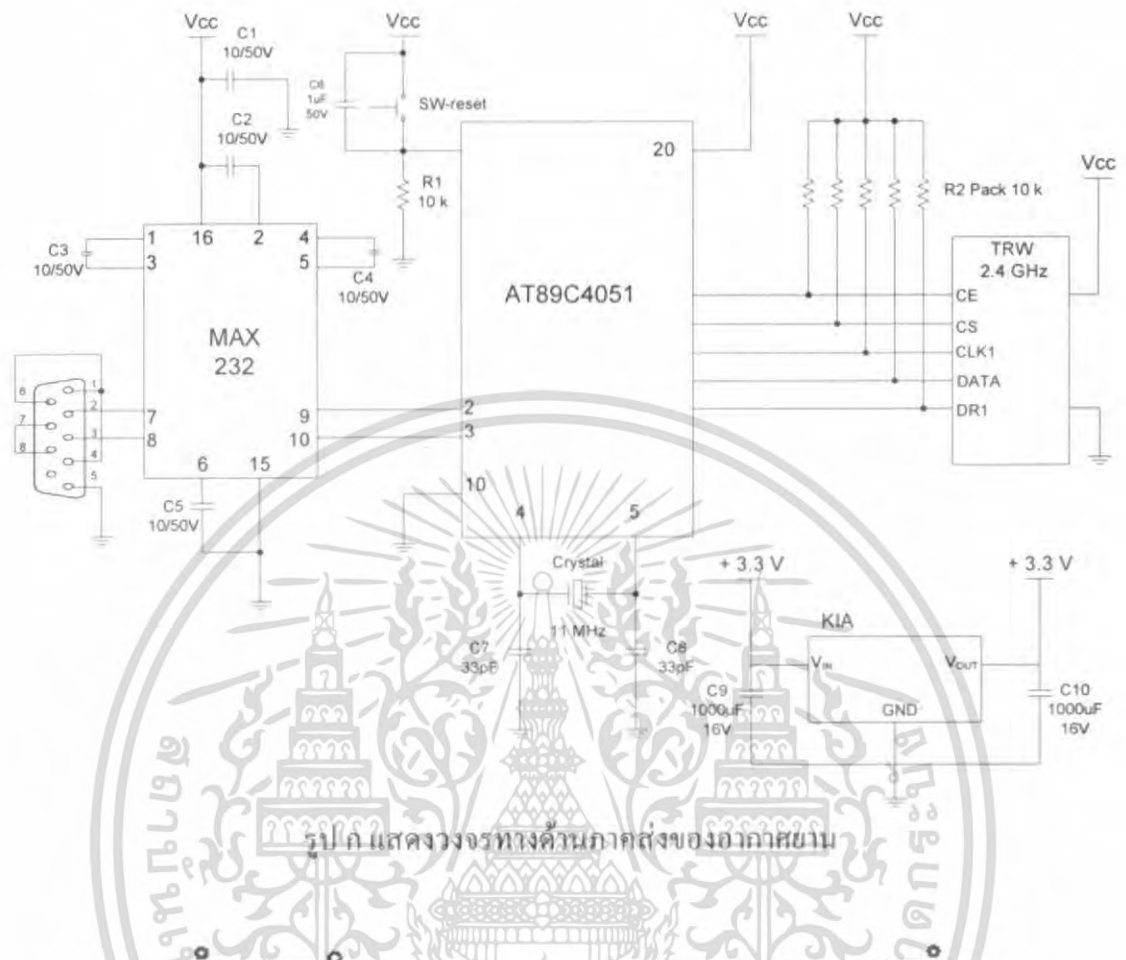 Vcc
C1
10/50V
C2
10/50V
Vcc
C6
1uF
50V
SW-reset
R1
10 k
Vcc
Vcc
R2 Pack 10 k
Vcc
20
AT89C4051
2
3
10
4
5
TRW
2.4 GHz
CE
CS
CLK1
DATA
DR1
C3
10/50V
1
3
16
2
4
5
C4
10/50V
MAX
232
7
8
9
10
6
15
C5
10/50V
1
2
3
4
5
6
7
8
Crystal
11 MHz
C7
33pF
C8
33pF
+ 3.3 V
+ 3.3 V
KIA
VIN
VOUT
GND
C9
1000uF
16V
C10
1000uF
16V
รูป ก แสดงวงจรทางด้านภาคส่งของอากาศยาน